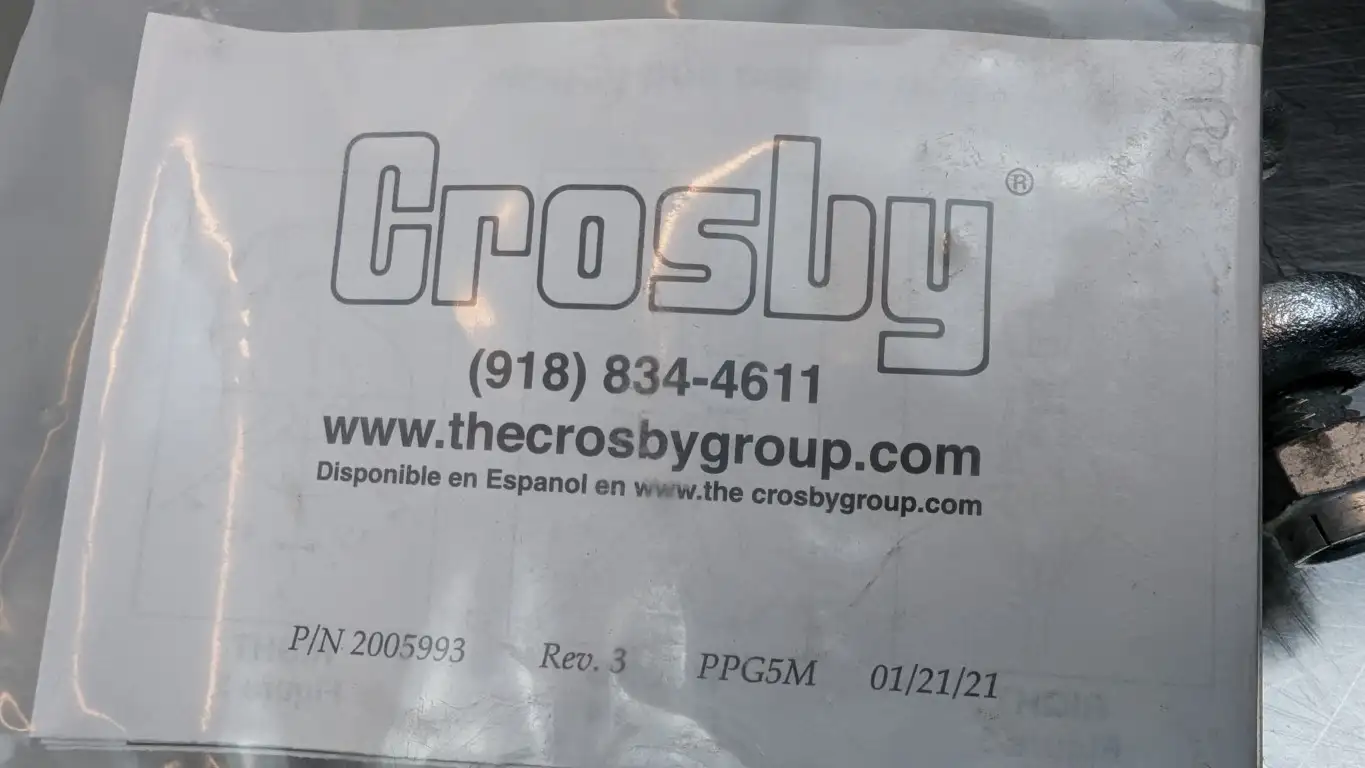 Crosby®
(918) 834-4611
www.thecrosbygroup.com
Disponible en Espanol en www.the crosbygroup.com
P/N 2005993 Rev. 3 PPG5M 01/21/21